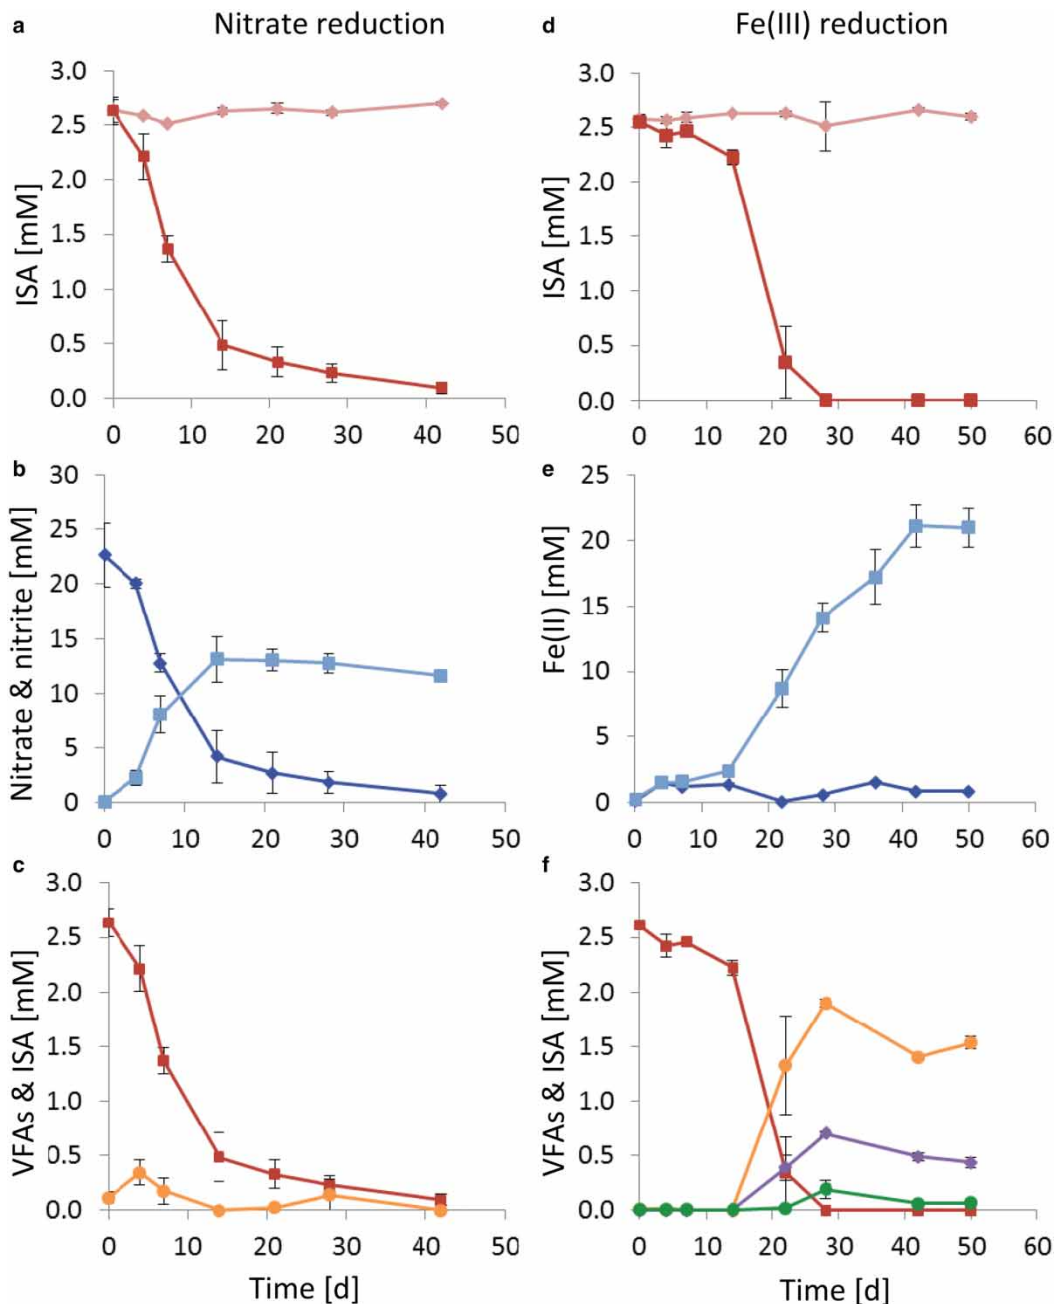 a Nitrate reduction
3.0
2.5
2.0
1.5
1.0
0.5
0.0
ISA [mM]
0 10 20 30 40 50
b
30
25
20
15
10
5
0
Nitrate & nitrite [mM]
0 10 20 30 40 50
c
3.0
2.5
2.0
1.5
1.0
0.5
0.0
VFAs & ISA [mM]
0 10 20 30 40 50
Time [d]
d Fe(III) reduction
3.0
2.5
2.0
1.5
1.0
0.5
0.0
ISA [mM]
0 10 20 30 40 50 60
e
25
20
15
10
5
0
Fe(II) [mM]
0 10 20 30 40 50 60
f
3.0
2.5
2.0
1.5
1.0
0.5
0.0
VFAs & ISA [mM]
0 10 20 30 40 50 60
Time [d]